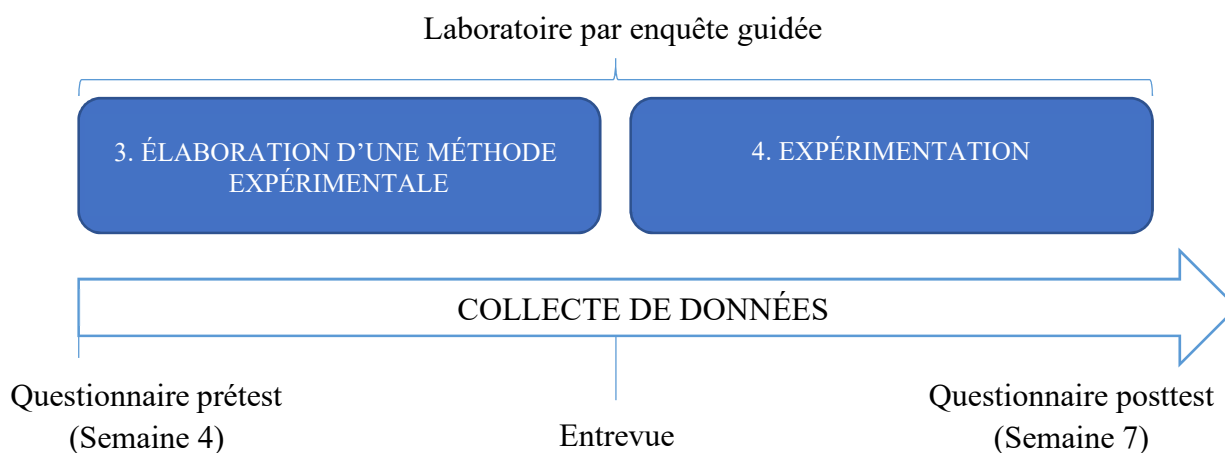 Laboratoire par enquête guidée
3. ÉLABORATION D’UNE MÉTHODE
EXPÉRIMENTALE
4. EXPÉRIMENTATION
COLLECTE DE DONNÉES
Questionnaire prétest
(Semaine 4)
Entrevue
Questionnaire posttest
(Semaine 7)